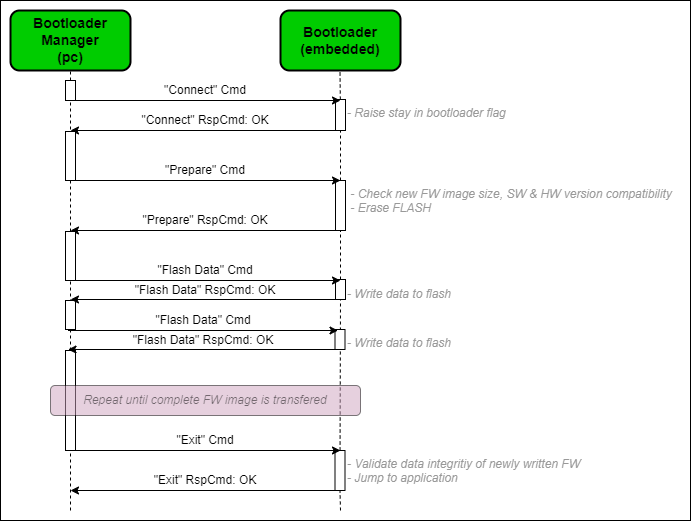 Bootloader
Manager
(pc)
Bootloader
(embedded)
"Connect" Cmd
- Raise stay in bootloader flag
"Connect" RspCmd: OK
"Prepare" Cmd
- Check new FW image size, SW & HW version compatibility
- Erase FLASH
"Prepare" RspCmd: OK
"Flash Data" Cmd
"Flash Data" RspCmd: OK
- Write data to flash
"Flash Data" Cmd
"Flash Data" RspCmd: OK
- Write data to flash
Repeat until complete FW image is transfered
"Exit" Cmd
- Validate data integritiy of newly written FW
- Jump to application
"Exit" RspCmd: OK